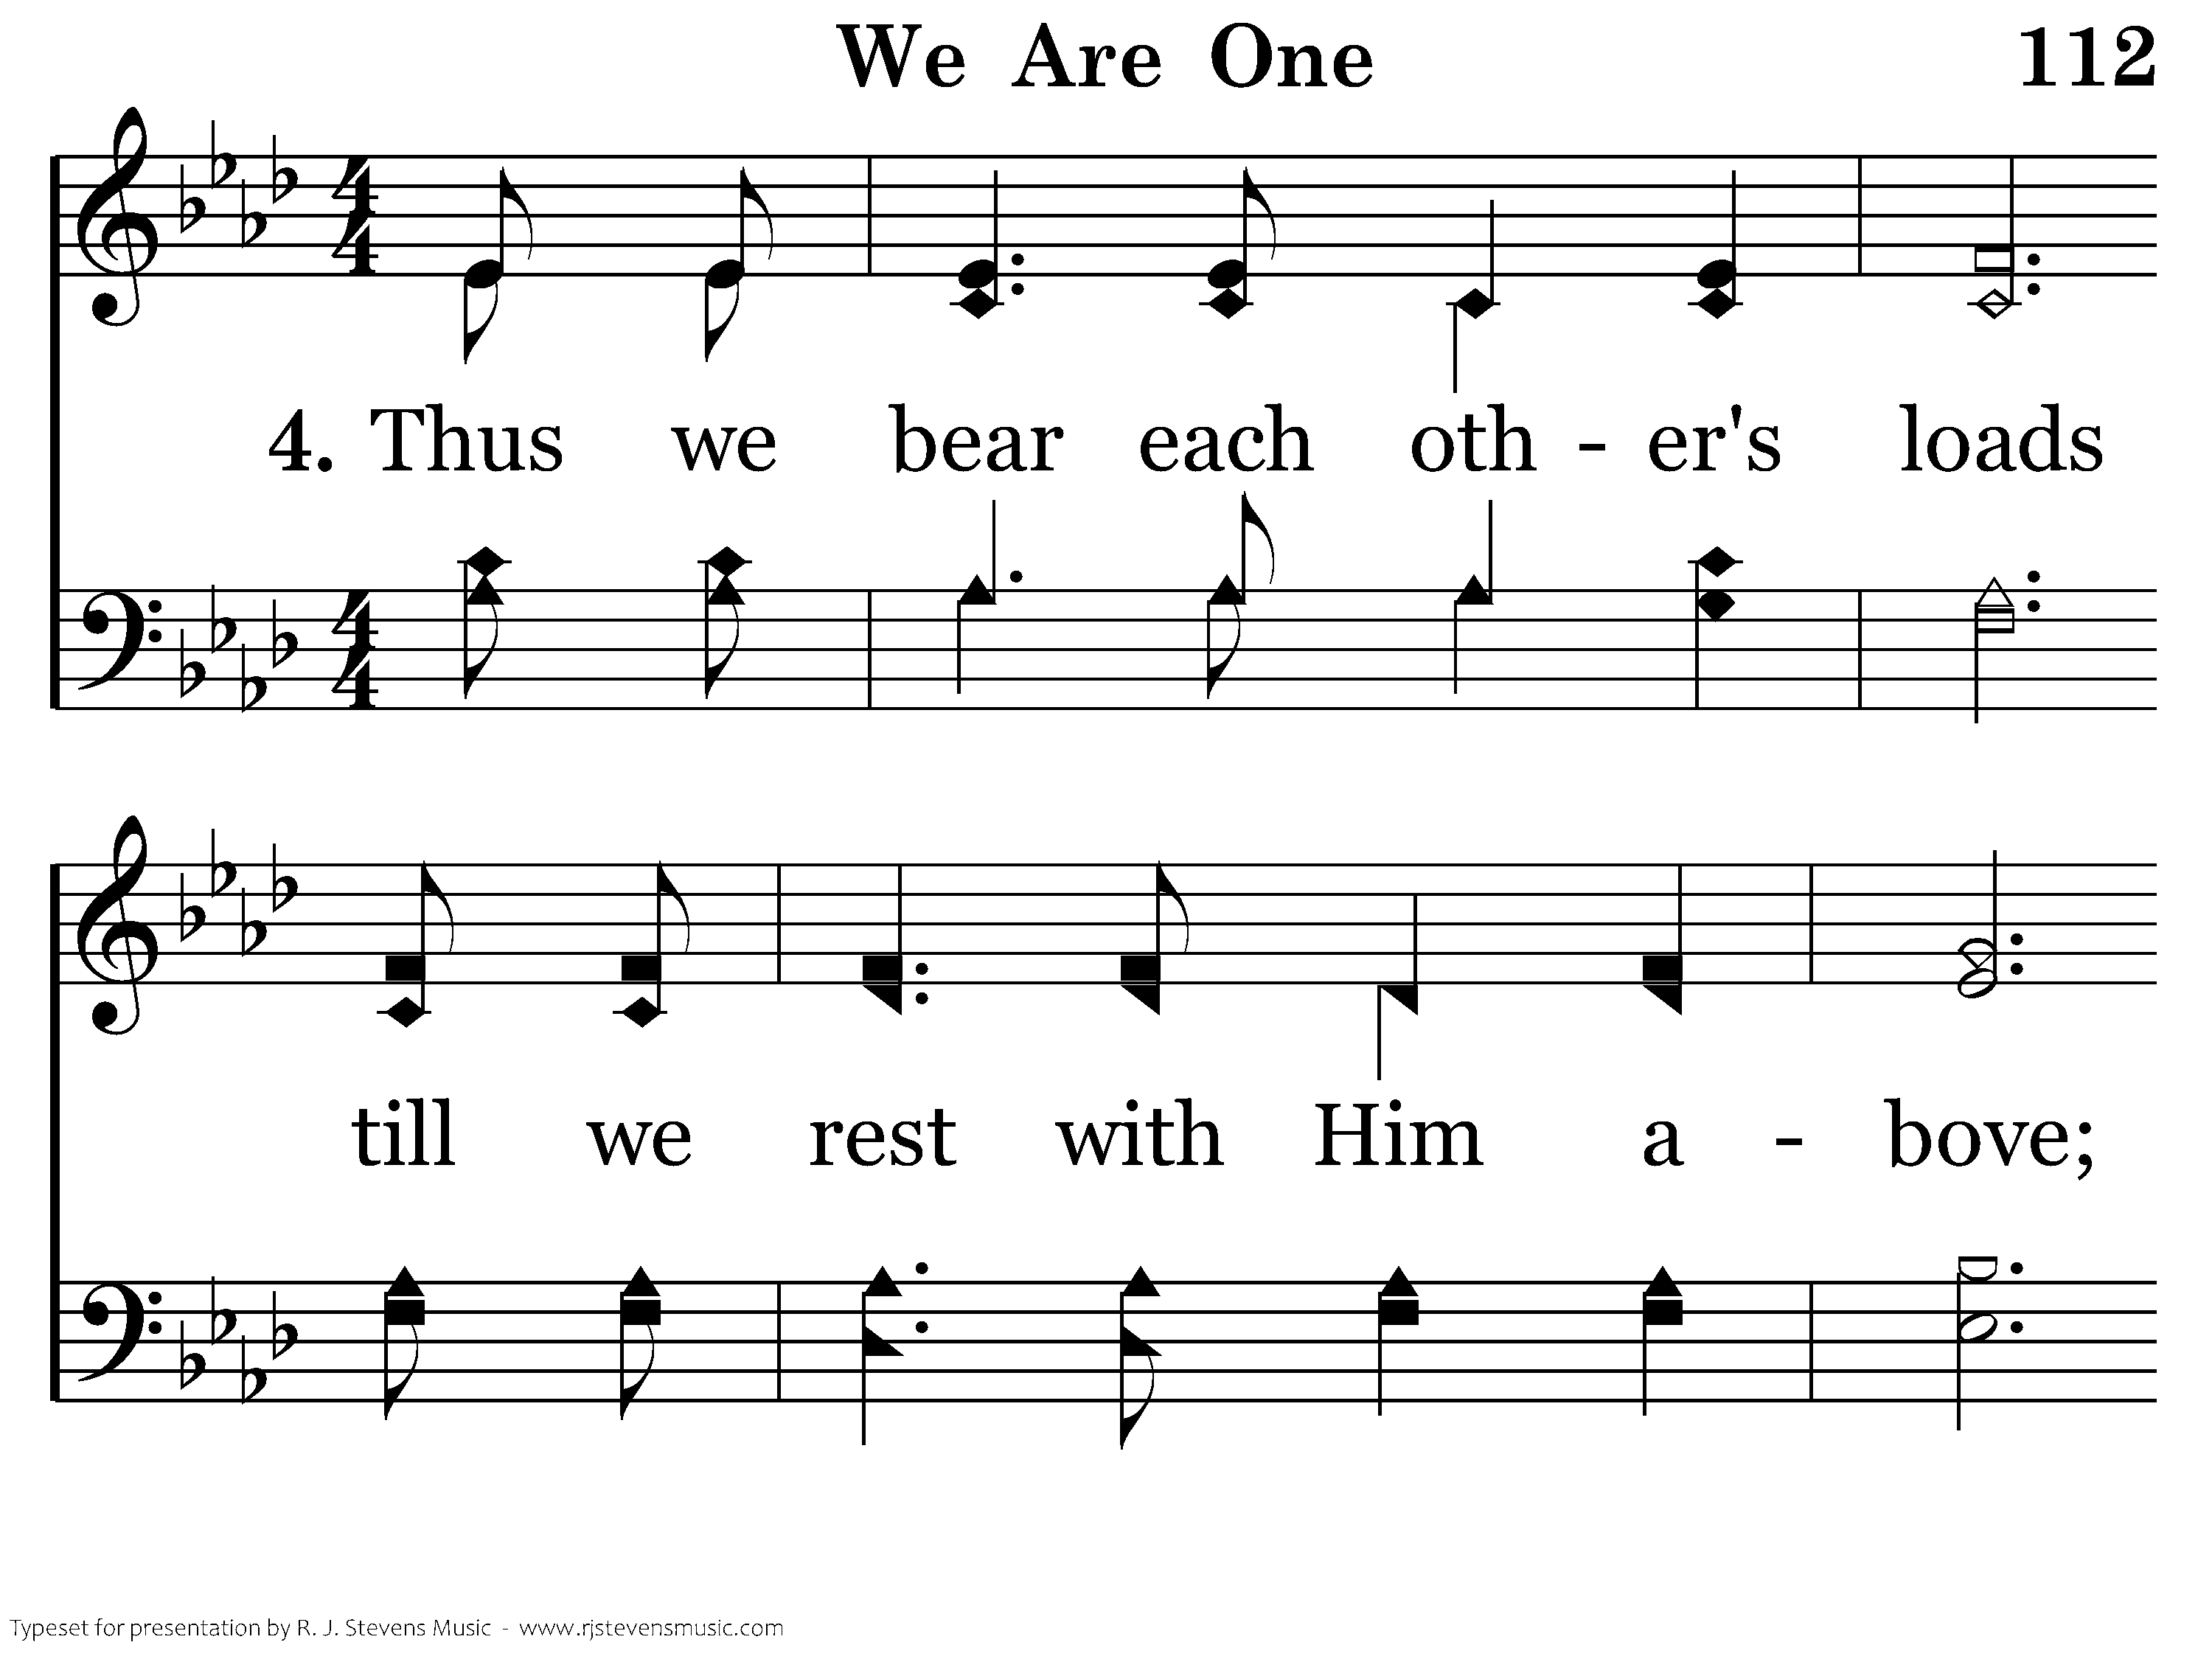 We Are One 112
4. Thus we bear each oth - er's loads
till we rest with Him a - bove;
Typeset for presentation by R. J. Stevens Music - www.rjstevensmusic.com